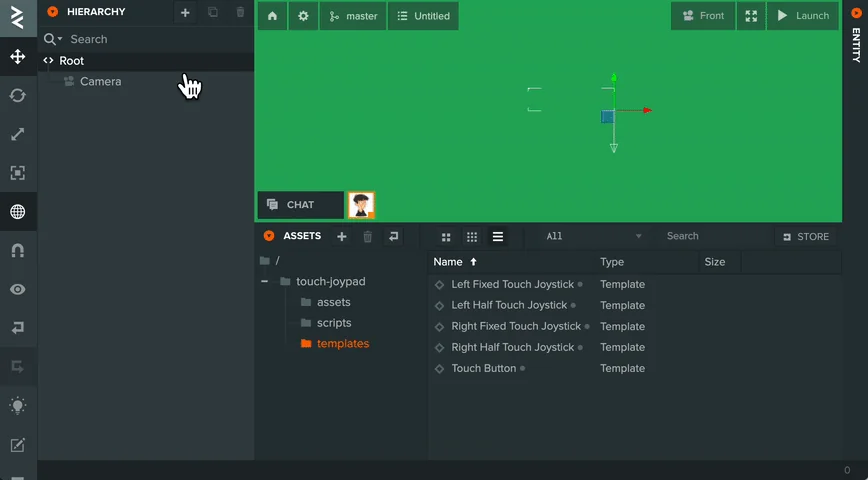 HIERARCHY
Search
Root
Camera
master
Untitled
Front
Launch
ENTITY
CHAT
ASSETS
All
Search
STORE
/
touch-joypad
assets
scripts
templates
Name Type Size
Left Fixed Touch Joystick Template
Left Half Touch Joystick Template
Right Fixed Touch Joystick Template
Right Half Touch Joystick Template
Touch Button Template
0